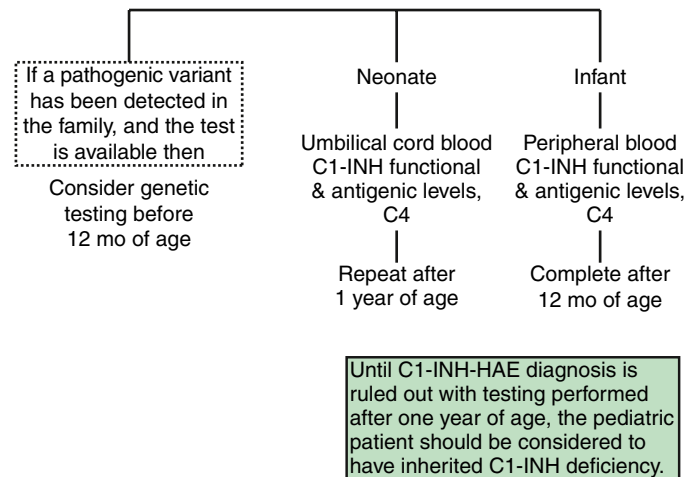 If a pathogenic variant
has been detected in
the family, and the test
is available then
Consider genetic
testing before
12 mo of age
Neonate
Umbilical cord blood
C1-INH functional
& antigenic levels,
C4
Repeat after
1 year of age
Infant
Peripheral blood
C1-INH functional
& antigenic levels,
C4
Complete after
12 mo of age
Until C1-INH-HAE diagnosis is
ruled out with testing performed
after one year of age, the pediatric
patient should be considered to
have inherited C1-INH deficiency.